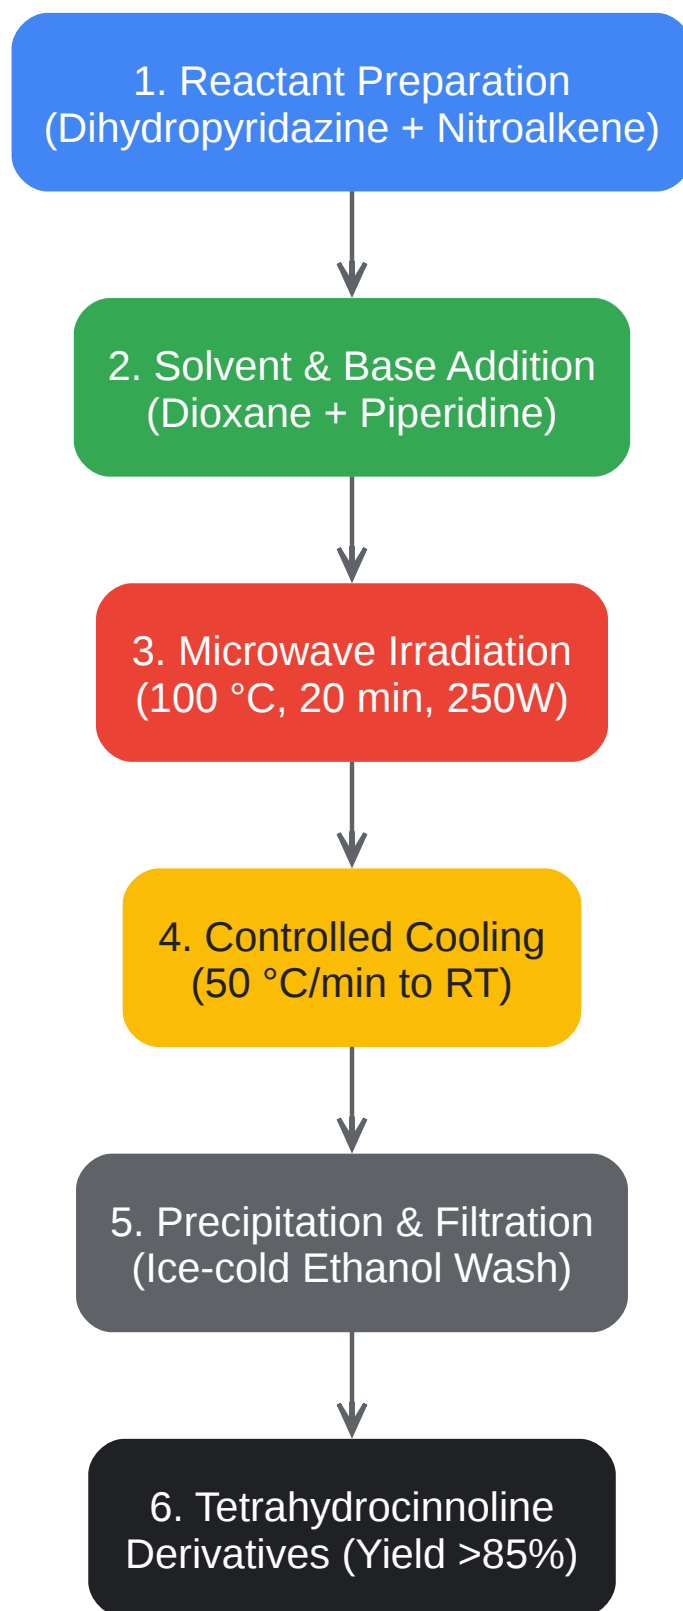 1. Reactant Preparation
(Dihydropyridazine + Nitroalkene)
2. Solvent & Base Addition
(Dioxane + Piperidine)
3. Microwave Irradiation
(100 °C, 20 min, 250W)
4. Controlled Cooling
(50 °C/min to RT)
5. Precipitation & Filtration
(Ice-cold Ethanol Wash)
6. Tetrahydrocinnoline
Derivatives (Yield >85%)